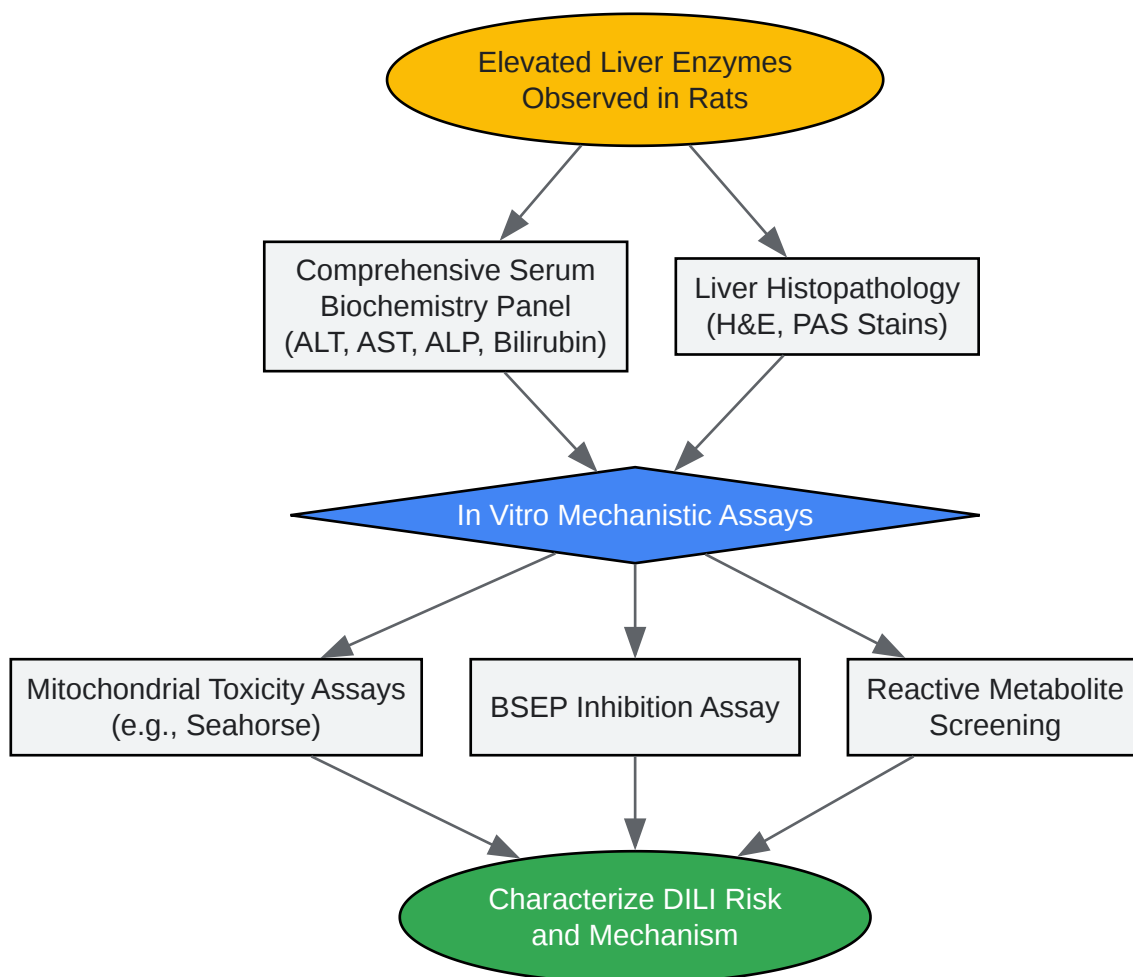 Elevated Liver Enzymes
Observed in Rats
Comprehensive Serum
Biochemistry Panel
(ALT, AST, ALP, Bilirubin)
Liver Histopathology
(H&E, PAS Stains)
In Vitro Mechanistic Assays
Mitochondrial Toxicity Assays
(e.g., Seahorse)
BSEP Inhibition Assay
Reactive Metabolite
Screening
Characterize DILI Risk
and Mechanism